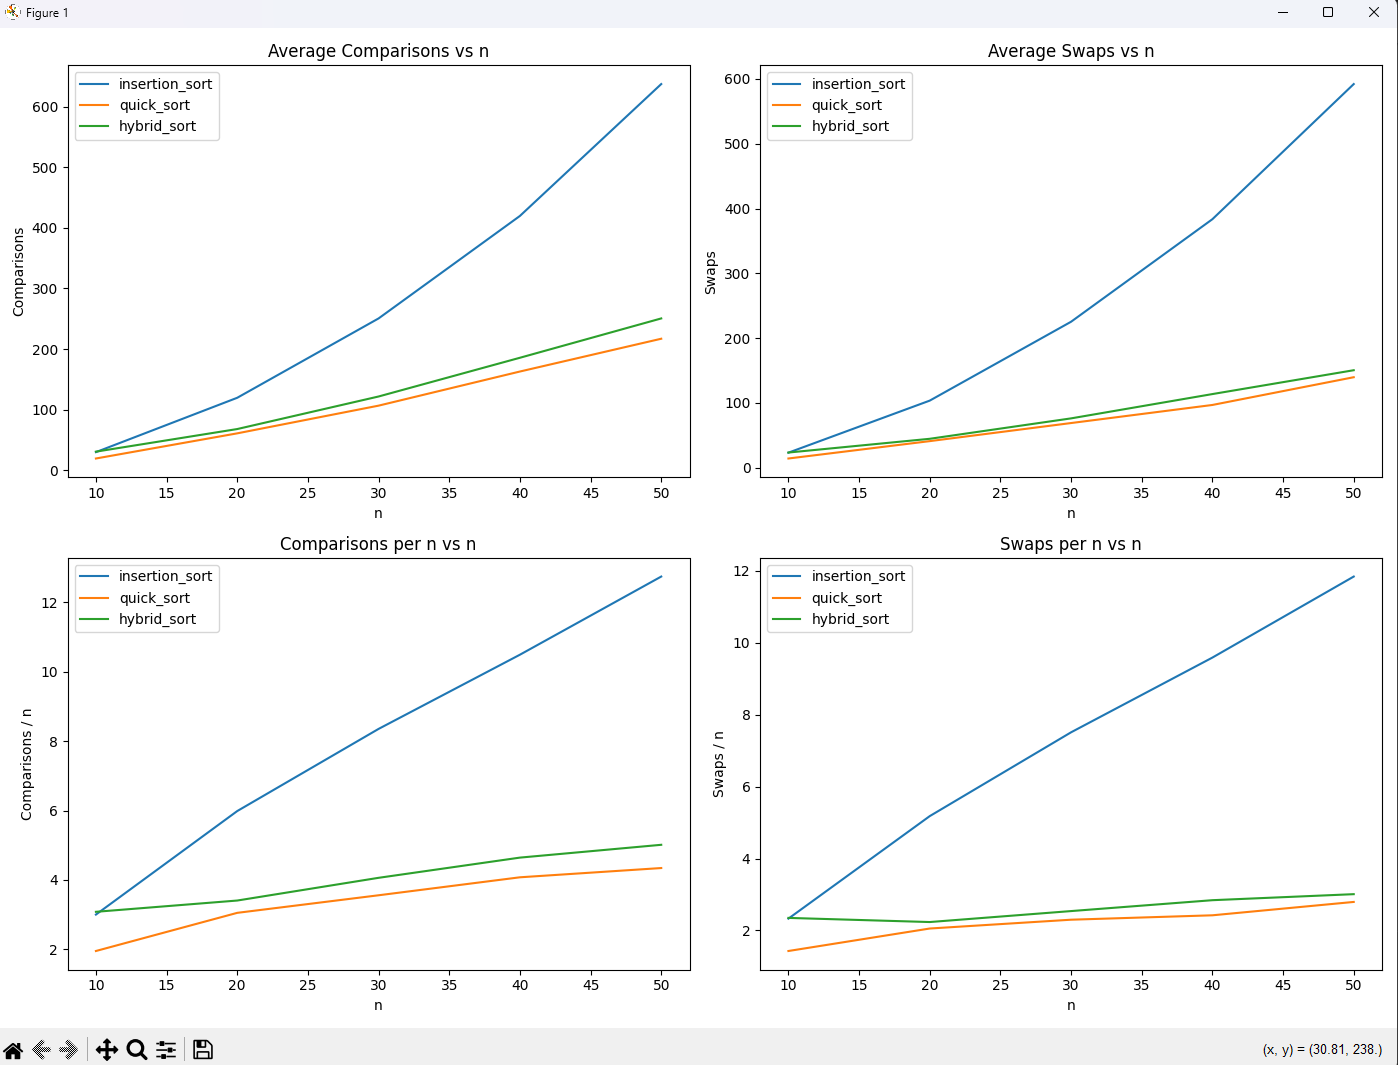 Figure 1
Average Comparisons vs n
insertion_sort
quick_sort
hybrid_sort
Comparisons
600
500
400
300
200
100
0
10 15 20 25 30 35 40 45 50
n
Average Swaps vs n
insertion_sort
quick_sort
hybrid_sort
Swaps
600
500
400
300
200
100
0
10 15 20 25 30 35 40 45 50
n
Comparisons per n vs n
insertion_sort
quick_sort
hybrid_sort
Comparisons / n
12
10
8
6
4
2
10 15 20 25 30 35 40 45 50
n
Swaps per n vs n
insertion_sort
quick_sort
hybrid_sort
Swaps / n
12
10
8
6
4
2
10 15 20 25 30 35 40 45 50
n
(x, y) = (30.81, 238.)